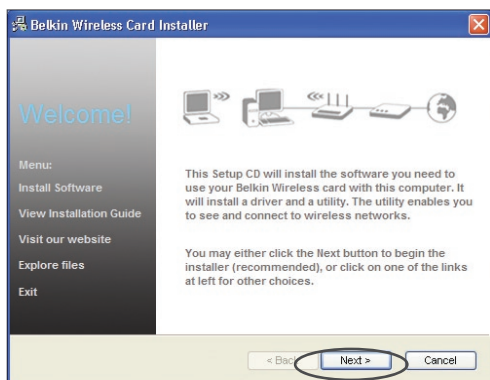 Belkin Wireless Card Installer
Welcome!
Menu:
Install Software
View Installation Guide
Visit our website
Explore files
Exit
This Setup CD will install the software you need to
use your Belkin Wireless card with this computer. It
will install a driver and a utility. The utility enables you
to see and connect to wireless networks.
You may either click the Next button to begin the
installer (recommended), or click on one of the links
at left for other choices.
< Back Next > Cancel